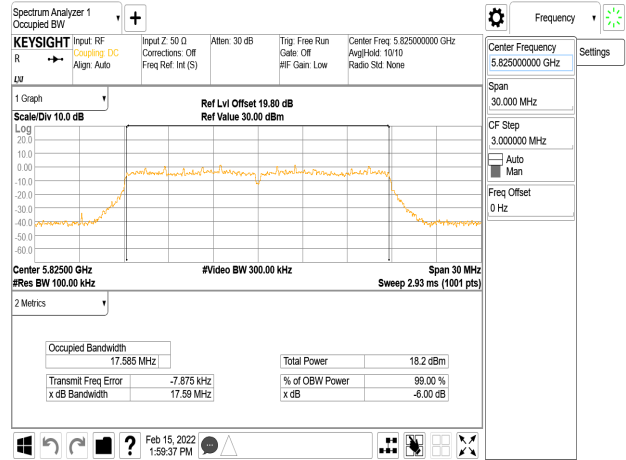 Spectrum Analyzer 1
Occupied BW
Frequency
KEYSIGHT
R
Input: RF
Coupling: DC
Align: Auto
Input Z: 50 Ω
Corrections: Off
Freq Ref: Int (S)
Atten: 30 dB
Trig: Free Run
Gate: Off
#IF Gain: Low
Center Freq: 5.825000000 GHz
Avg|Hold: 10/10
Radio Std: None
Center Frequency
5.825000000 GHz
Settings
Span
30.000 MHz
CF Step
3.000000 MHz
Auto
Man
Freq Offset
0 Hz
1 Graph
Ref Lvl Offset 19.80 dB
Scale/Div 10.0 dB
Ref Value 30.00 dBm
Log
20.0
10.0
0.00
-10.0
-20.0
-30.0
-40.0
-50.0
-60.0
Center 5.82500 GHz
#Video BW 300.00 kHz
Span 30 MHz
#Res BW 100.00 kHz
Sweep 2.93 ms (1001 pts)
2 Metrics
Occupied Bandwidth
17.585 MHz
Total Power 18.2 dBm
Transmit Freq Error -7.875 kHz
% of OBW Power 99.00 %
x dB Bandwidth 17.59 MHz
x dB -6.00 dB
Feb 15, 2022
1:59:37 PM